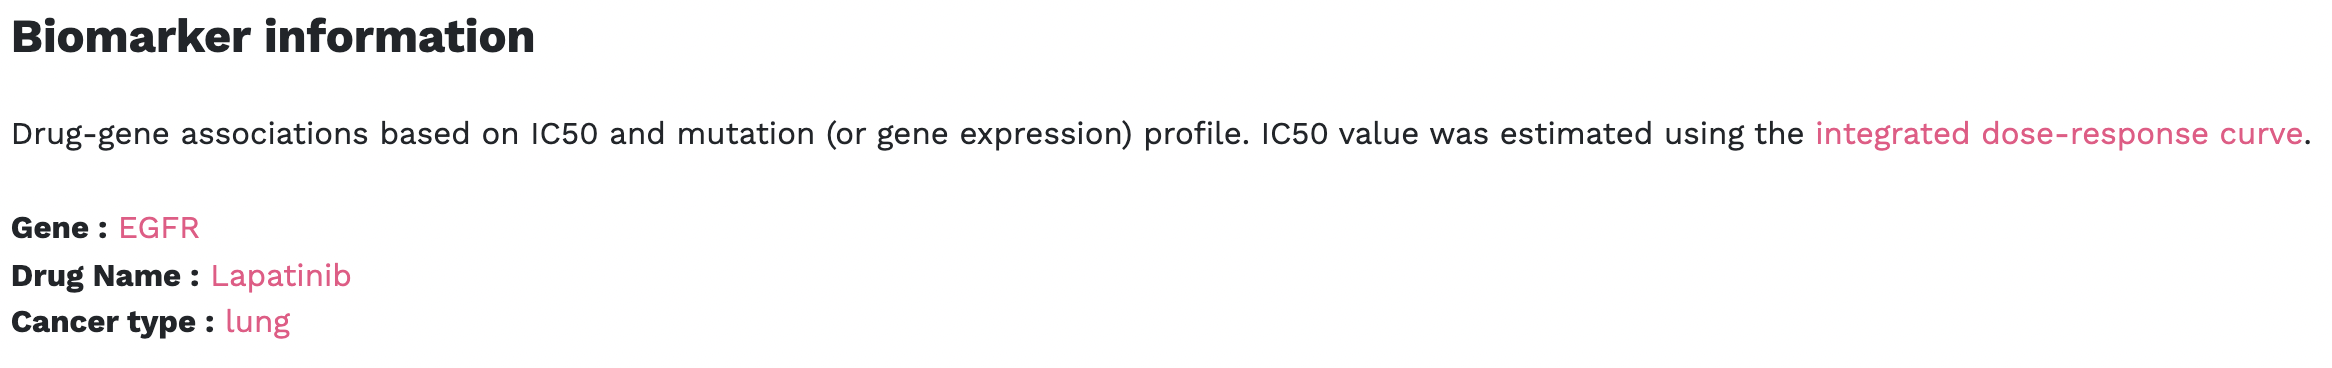 Biomarker information
Drug-gene associations based on IC50 and mutation (or gene expression) profile. IC50 value was estimated using the integrated dose-response curve.
Gene : EGFR
Drug Name : Lapatinib
Cancer type : lung